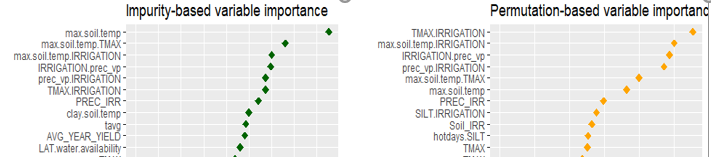 Impurity-based variable importance
max.soil.temp
max.soil.temp.TMAX
max.soil.temp.IRRIGATION
IRRIGATION.prec_vp
prec_vp.IRRIGATION
TMAX.IRRIGATION
PREC_IRR
clay.soil.temp
tavg
AVG_YEAR_YIELD
LAT.water.availability
Permutation-based variable importanc
TMAX.IRRIGATION
max.soil.temp.IRRIGATION
IRRIGATION.prec_vp
prec_vp.IRRIGATION
max.soil.temp.TMAX
max.soil.temp
PREC_IRR
SILT.IRRIGATION
Soil_IRR
hotdays.SILT
TMAX